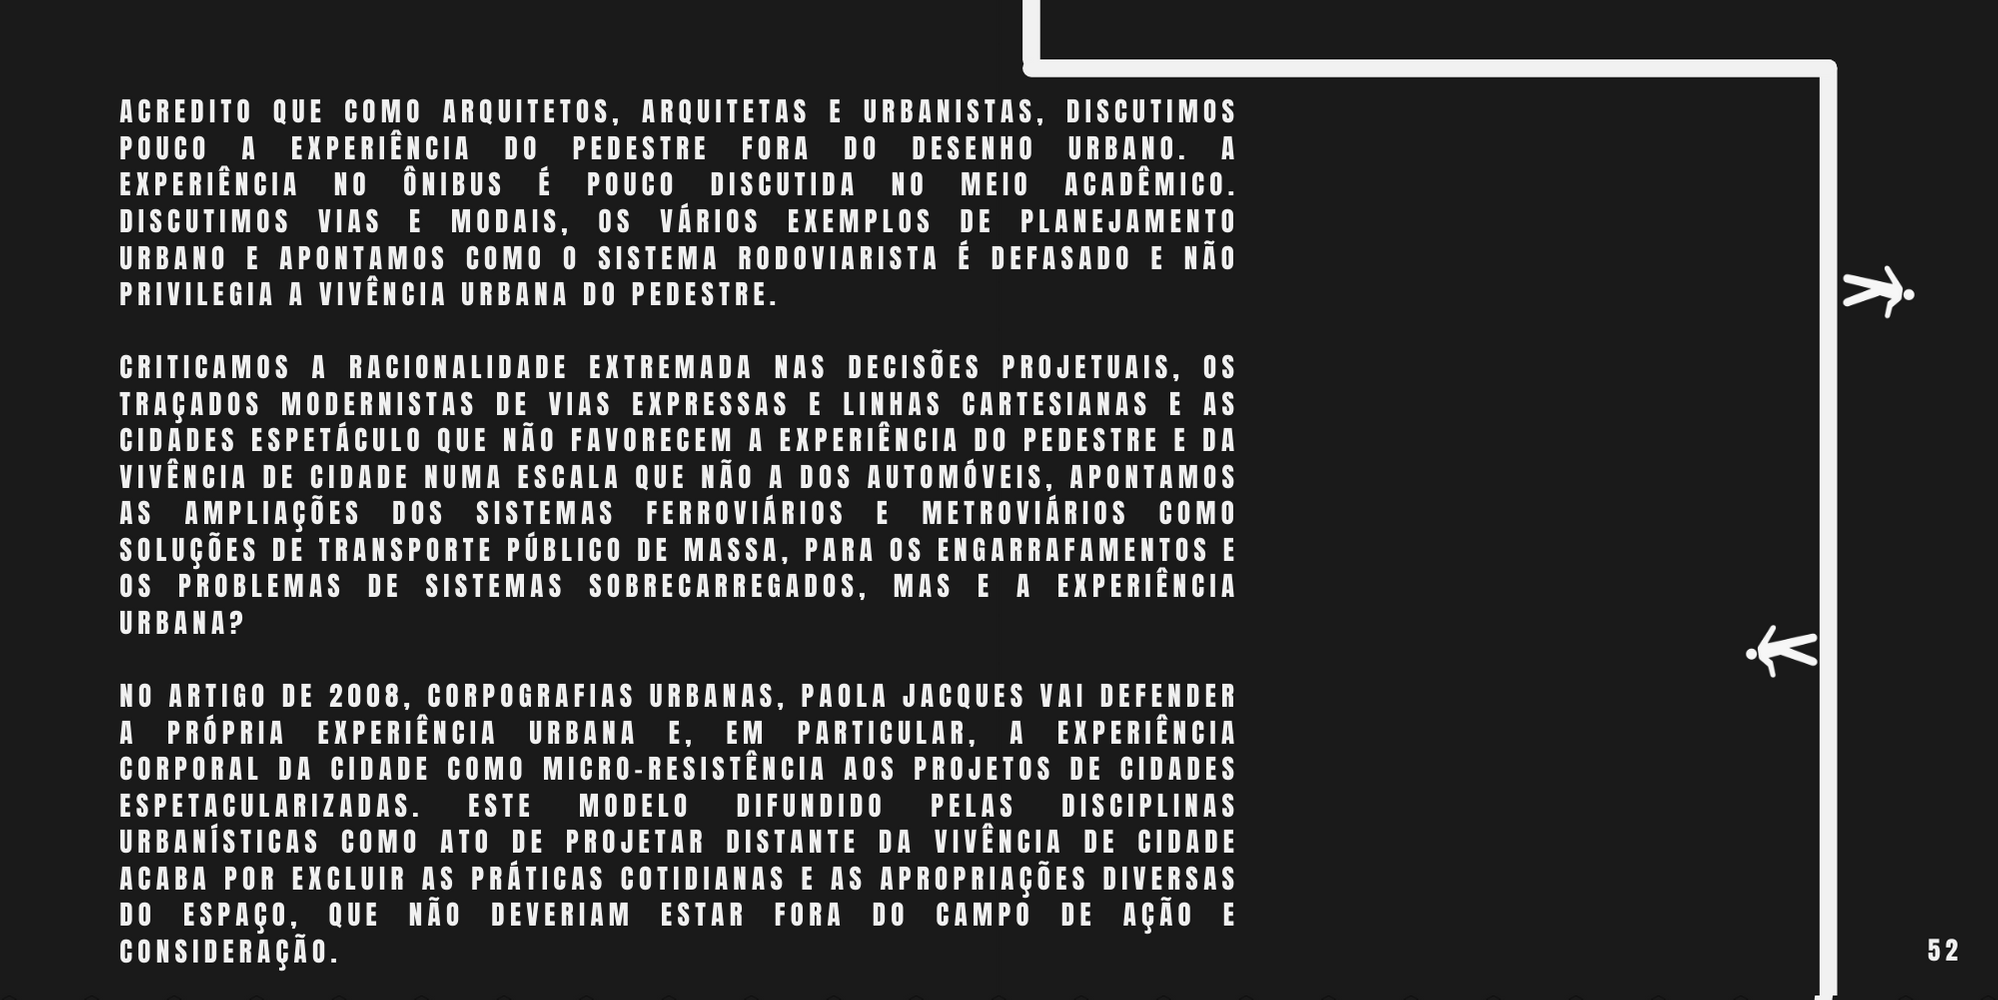 ACREDITO QUE COMO ARQUITETOS, ARQUITETAS E URBANISTAS, DISCUTIMOS
POUCO A EXPERIÊNCIA DO PEDESTRE FORA DO DESENHO URBANO. A
EXPERIÊNCIA NO ÔNIBUS É POUCO DISCUTIDA NO MEIO ACADÊMICO.
DISCUTIMOS VIAS E MODAIS, OS VÁRIOS EXEMPLOS DE PLANEJAMENTO
URBANO E APONTAMOS COMO O SISTEMA RODOVIARISTA É DEFASADO E NÃO
PRIVILEGIA A VIVÊNCIA URBANA DO PEDESTRE.

CRITICAMOS A RACIONALIDADE EXTREMADA NAS DECISÕES PROJETUAIS, OS
TRAÇADOS MODERNISTAS DE VIAS EXPRESSAS E LINHAS CARTESIANAS E AS
CIDADES ESPETÁCULO QUE NÃO FAVORECEM A EXPERIÊNCIA DO PEDESTRE E DA
VIVÊNCIA DE CIDADE NUMA ESCALA QUE NÃO A DOS AUTOMÓVEIS, APONTAMOS
AS AMPLIAÇÕES DOS SISTEMAS FERROVIÁRIOS E METROVIÁRIOS COMO
SOLUÇÕES DE TRANSPORTE PÚBLICO DE MASSA, PARA OS ENGARRAFAMENTOS E
OS PROBLEMAS DE SISTEMAS SOBRECARREGADOS, MAS E A EXPERIÊNCIA
URBANA?

NO ARTIGO DE 2008, CORPOGRAFIAS URBANAS, PAOLA JACQUES VAI DEFENDER
A PRÓPRIA EXPERIÊNCIA URBANA E, EM PARTICULAR, A EXPERIÊNCIA
CORPORAL DA CIDADE COMO MICRO-RESISTÊNCIA AOS PROJETOS DE CIDADES
ESPETACULARIZADAS. ESTE MODELO DIFUNDIDO PELAS DISCIPLINAS
URBANÍSTICAS COMO ATO DE PROJETAR DISTANTE DA VIVÊNCIA DE CIDADE
ACABA POR EXCLUIR AS PRÁTICAS COTIDIANAS E AS APROPRIAÇÕES DIVERSAS
DO ESPAÇO, QUE NÃO DEVERIAM ESTAR FORA DO CAMPO DE AÇÃO E
CONSIDERAÇÃO.
52